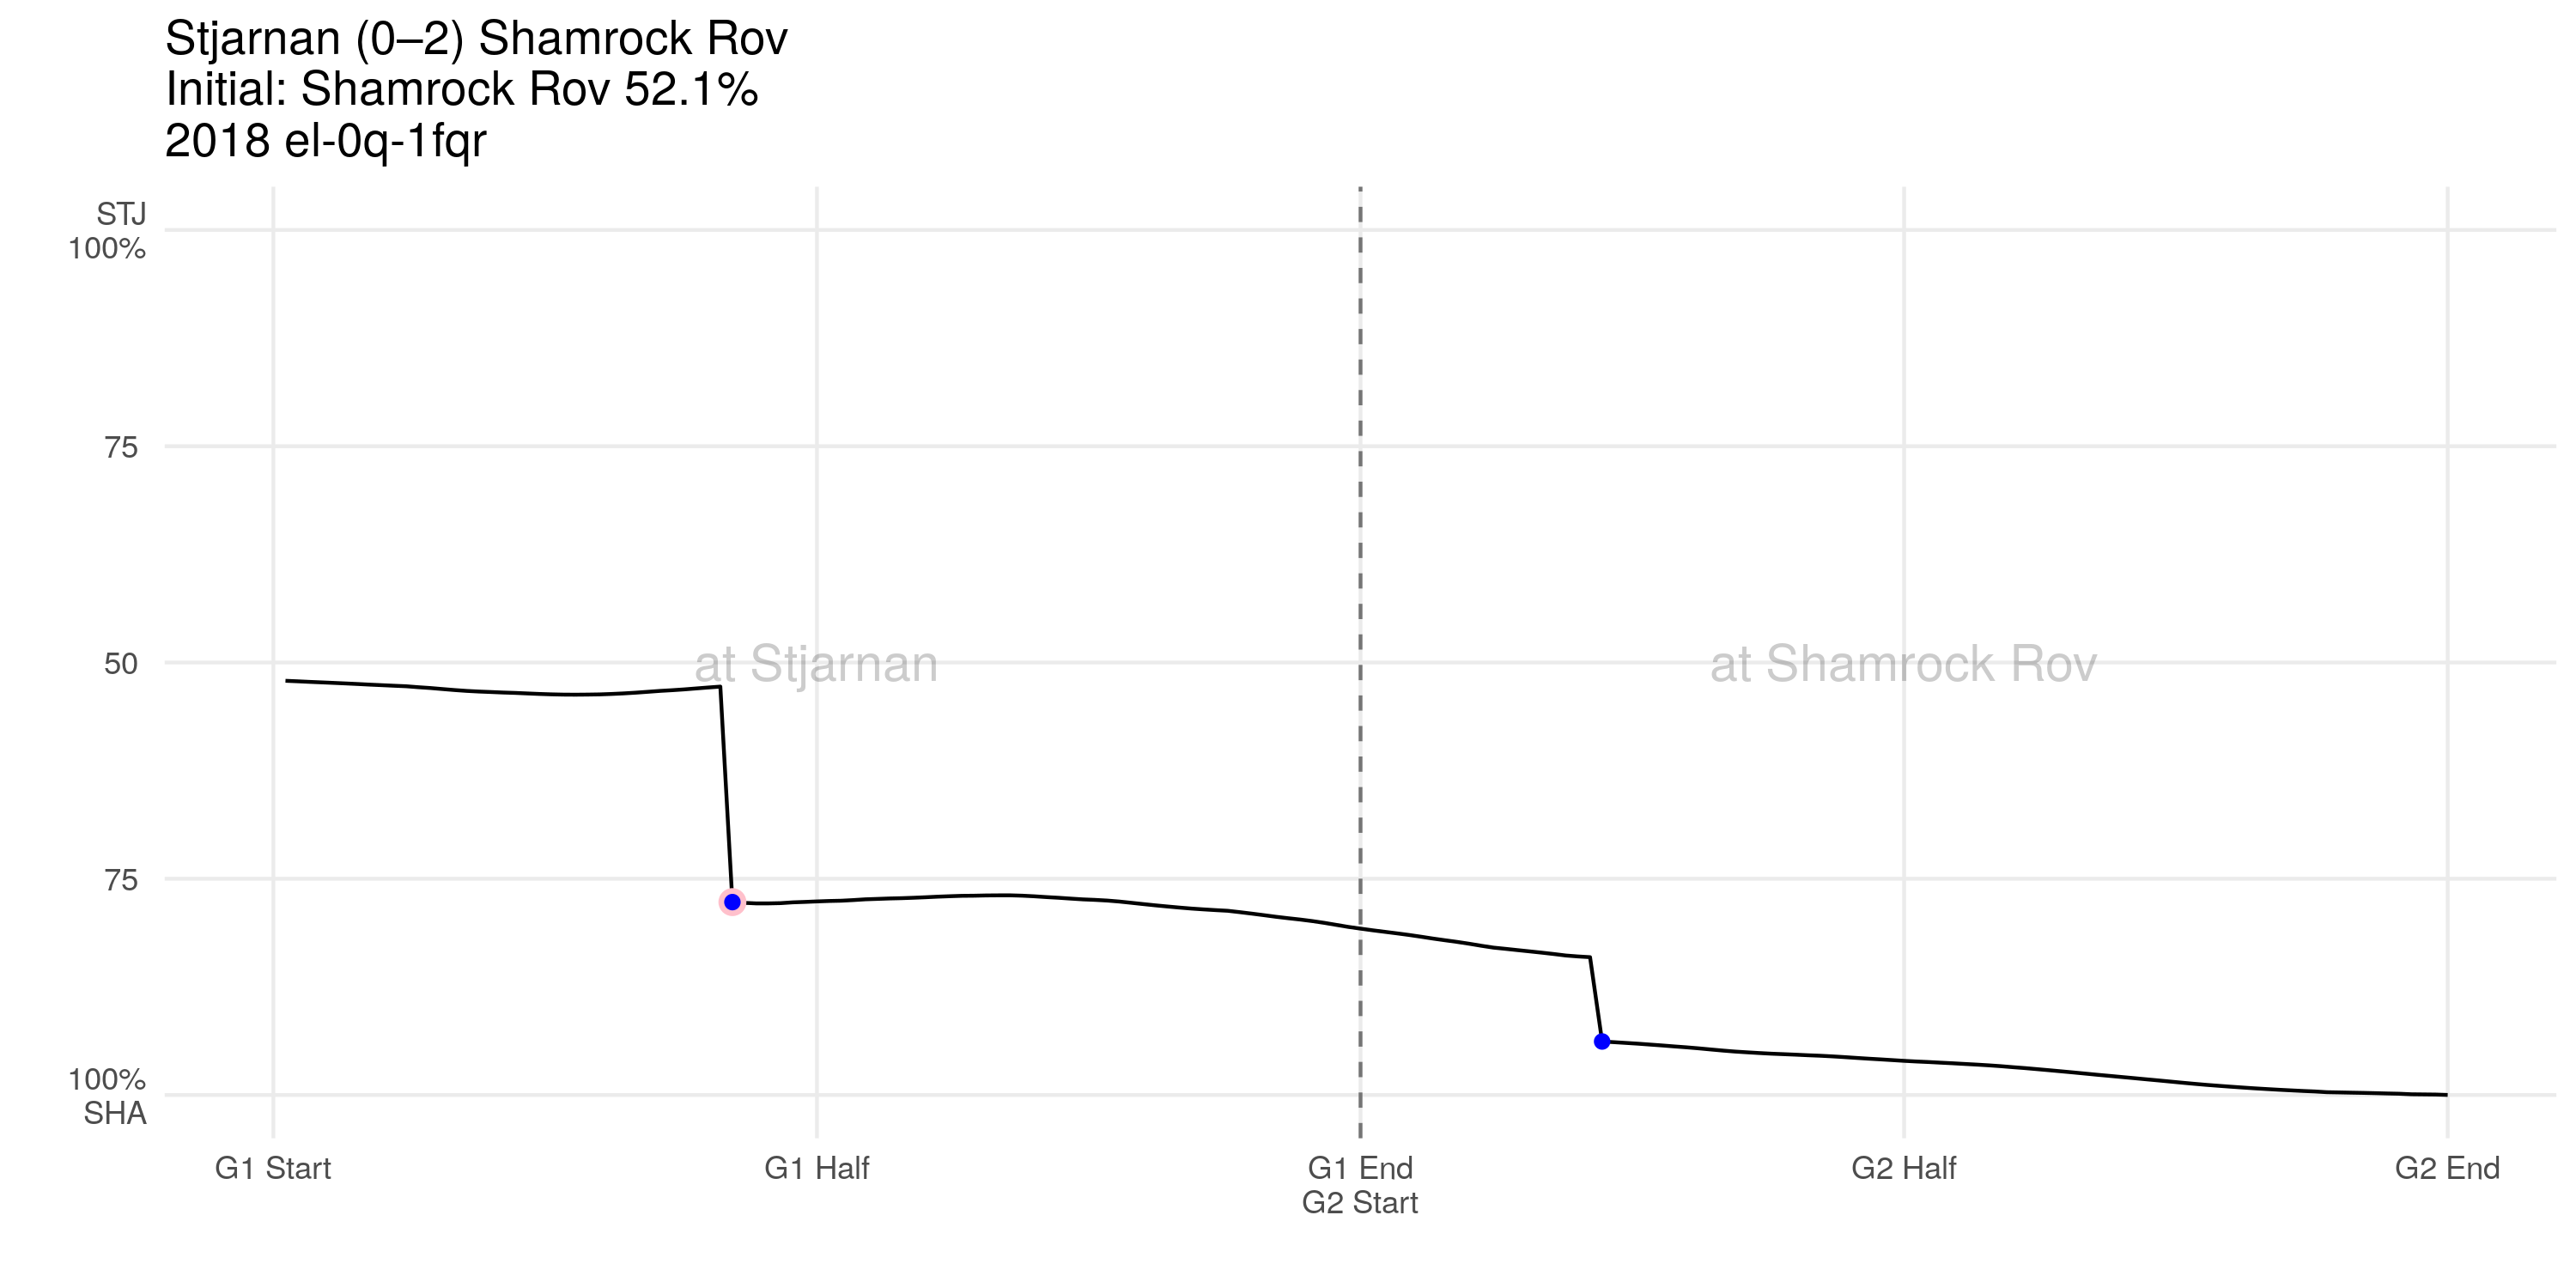 Stjarnan (0–2) Shamrock Rov
Initial: Shamrock Rov 52.1%
2018 el-0q-1fqr
STJ
100%
75
50
75
100%
SHA
at Stjarnan
at Shamrock Rov
G1 Start
G1 Half
G1 End
G2 Start
G2 Half
G2 End